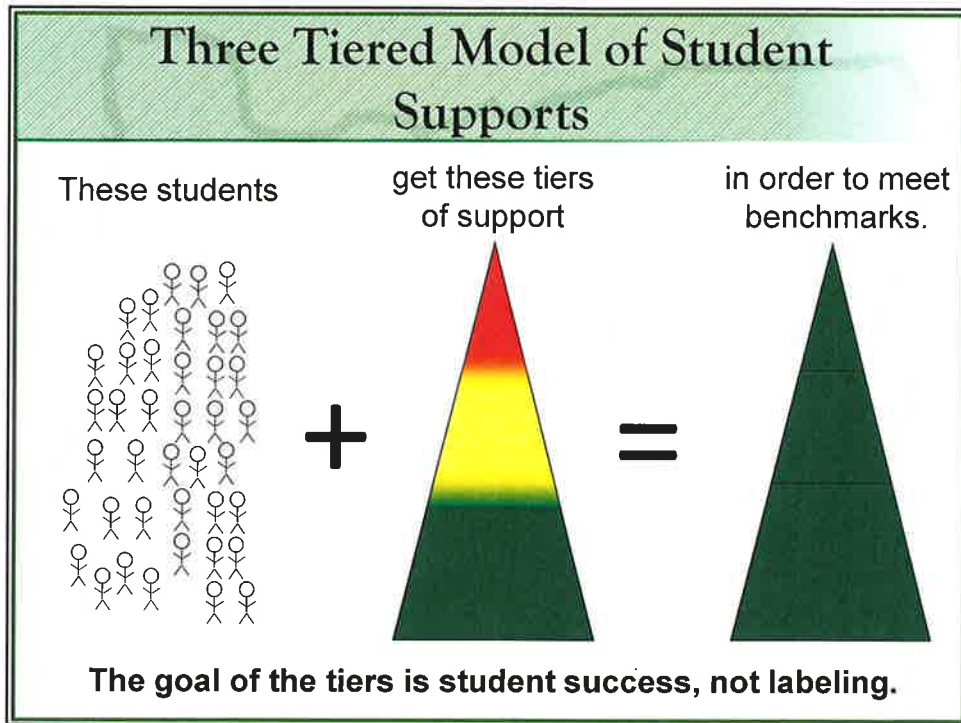 Three Tiered Model of Student
Supports
These students
get these tiers
of support
in order to meet
benchmarks.
+
=
The goal of the tiers is student success, not labeling.